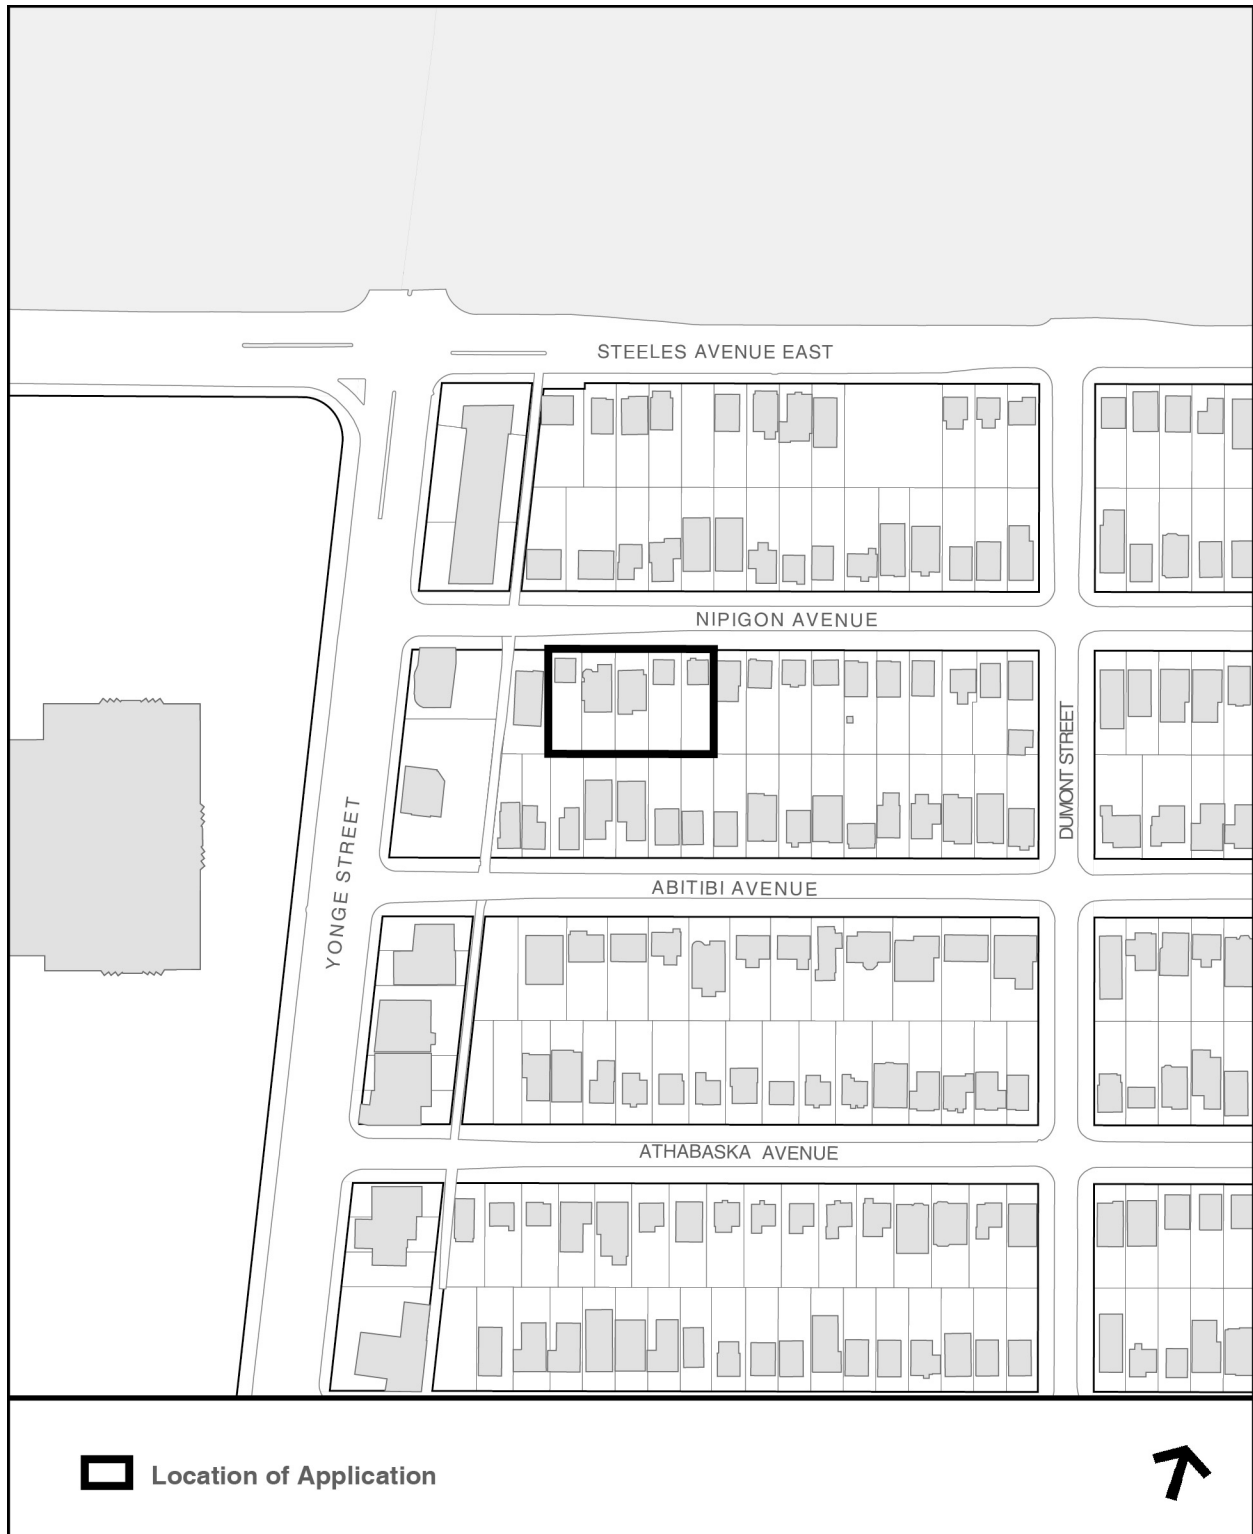 STEELES AVENUE EAST
NIPIGON AVENUE
DUMONT STREET
YONGE STREET
ABITIBI AVENUE
ATHABASKA AVENUE
Location of Application